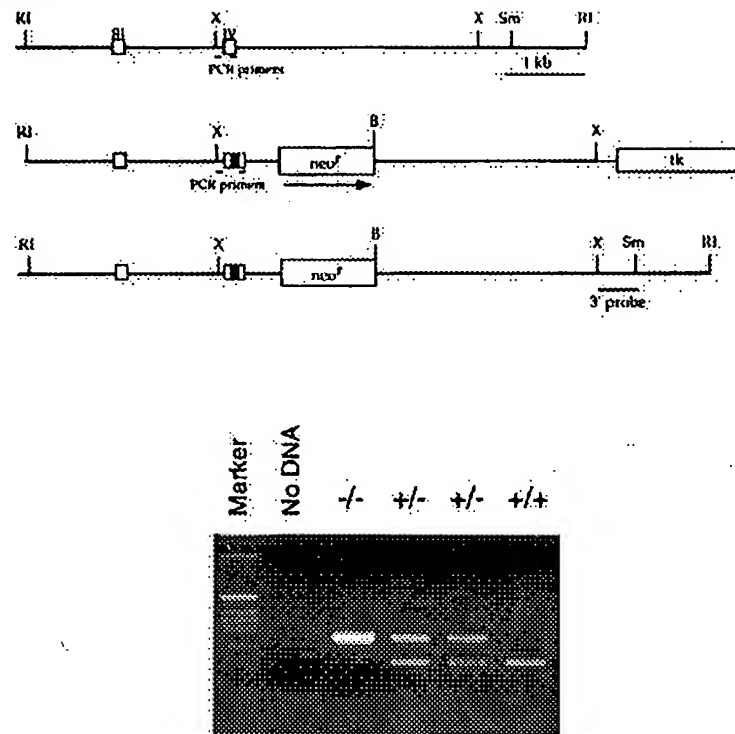 RI X X Sm RI
III IV
PCR primers 1 kb
B
RI X X
neo^r tk
PCR primers
B
RI X X Sm RI
neo^r
3' probe
Marker No DNA -/- +/- +/- +/+